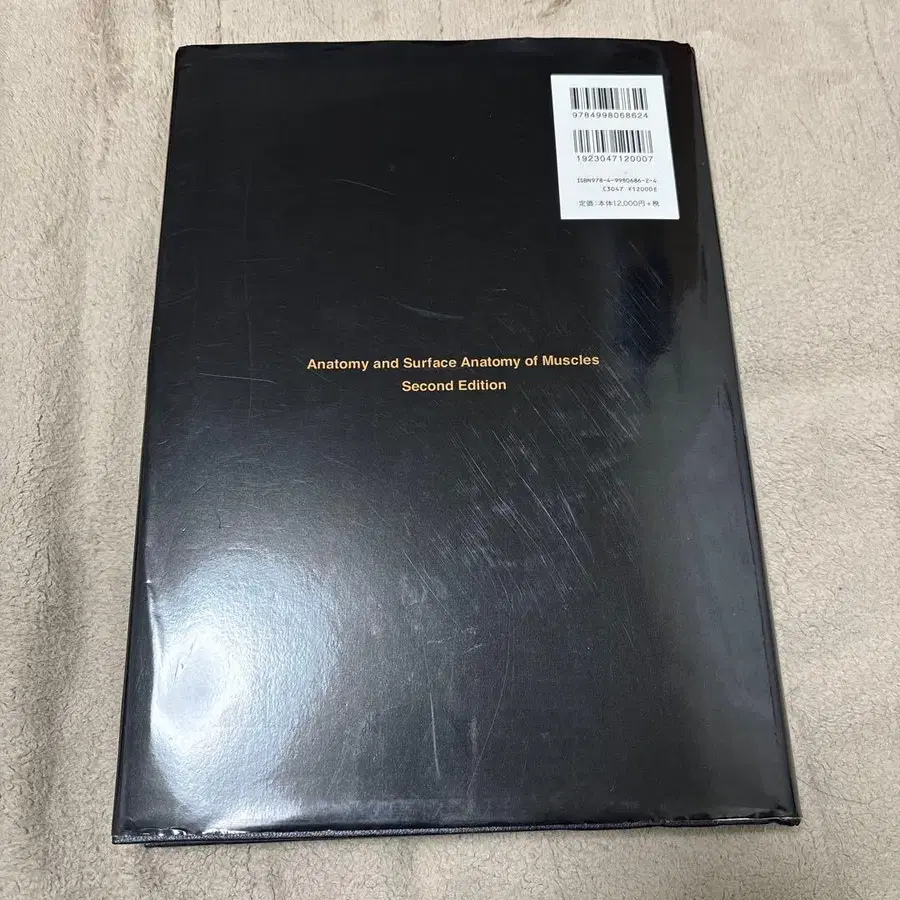 9784998068624
1923047120007
ISBN978-4-9980686-2-4
C3047 ¥12000E
定価:本体12,000円+税
Anatomy and Surface Anatomy of Muscles
Second Edition